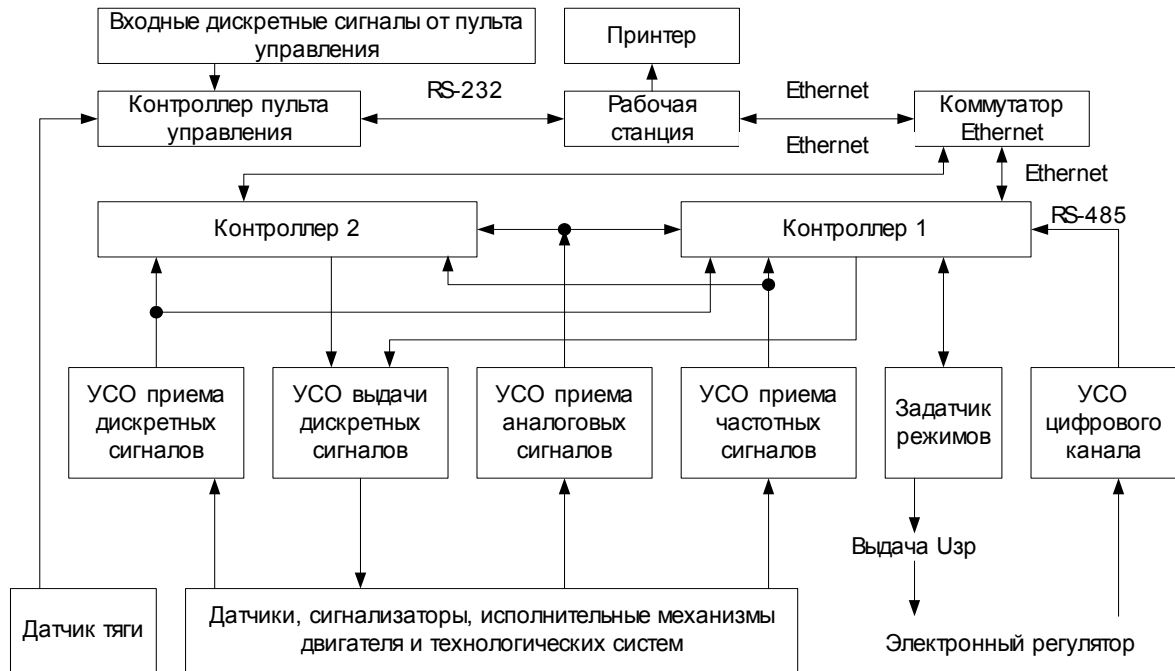 Входные дискретные сигналы от пульта
управления
Принтер
RS-232
Контроллер пульта
управления
Рабочая
станция
Ethernet
Коммутатор
Ethernet
Ethernet
Ethernet
Контроллер 2
Контроллер 1
RS-485
УСО приема
дискретных
сигналов
УСО выдачи
дискретных
сигналов
УСО приема
аналоговых
сигналов
УСО приема
частотных
сигналов
Задатчик
режимов
УСО
цифрового
канала
Выдача Uзр
Датчик тяги
Датчики, сигнализаторы, исполнительные механизмы
двигателя и технологических систем
Электронный регулятор